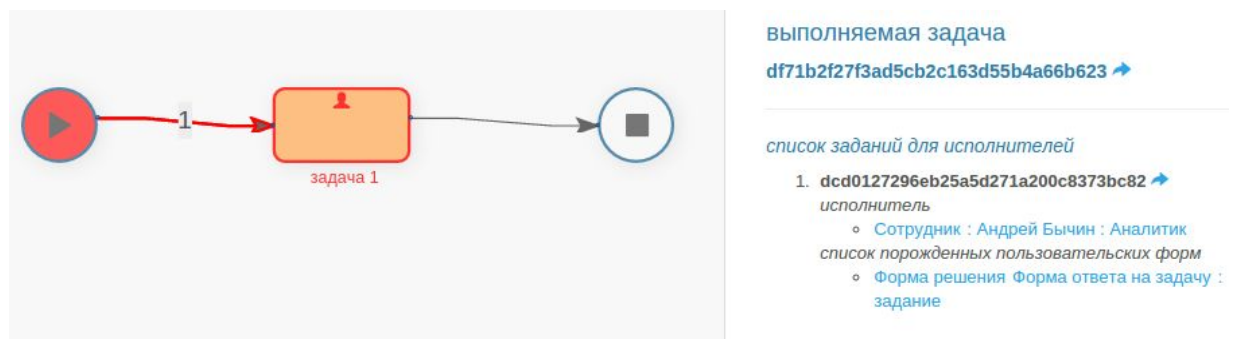 1
задача 1
выполняемая задача
df71b2f27f3ad5cb2c163d55b4a66b623
список заданий для исполнителей
1. dcd0127296eb25a5d271a200c8373bc82
исполнитель
Сотрудник : Андрей Бычин : Аналитик
список порожденных пользовательских форм
Форма решения Форма ответа на задачу :
задание